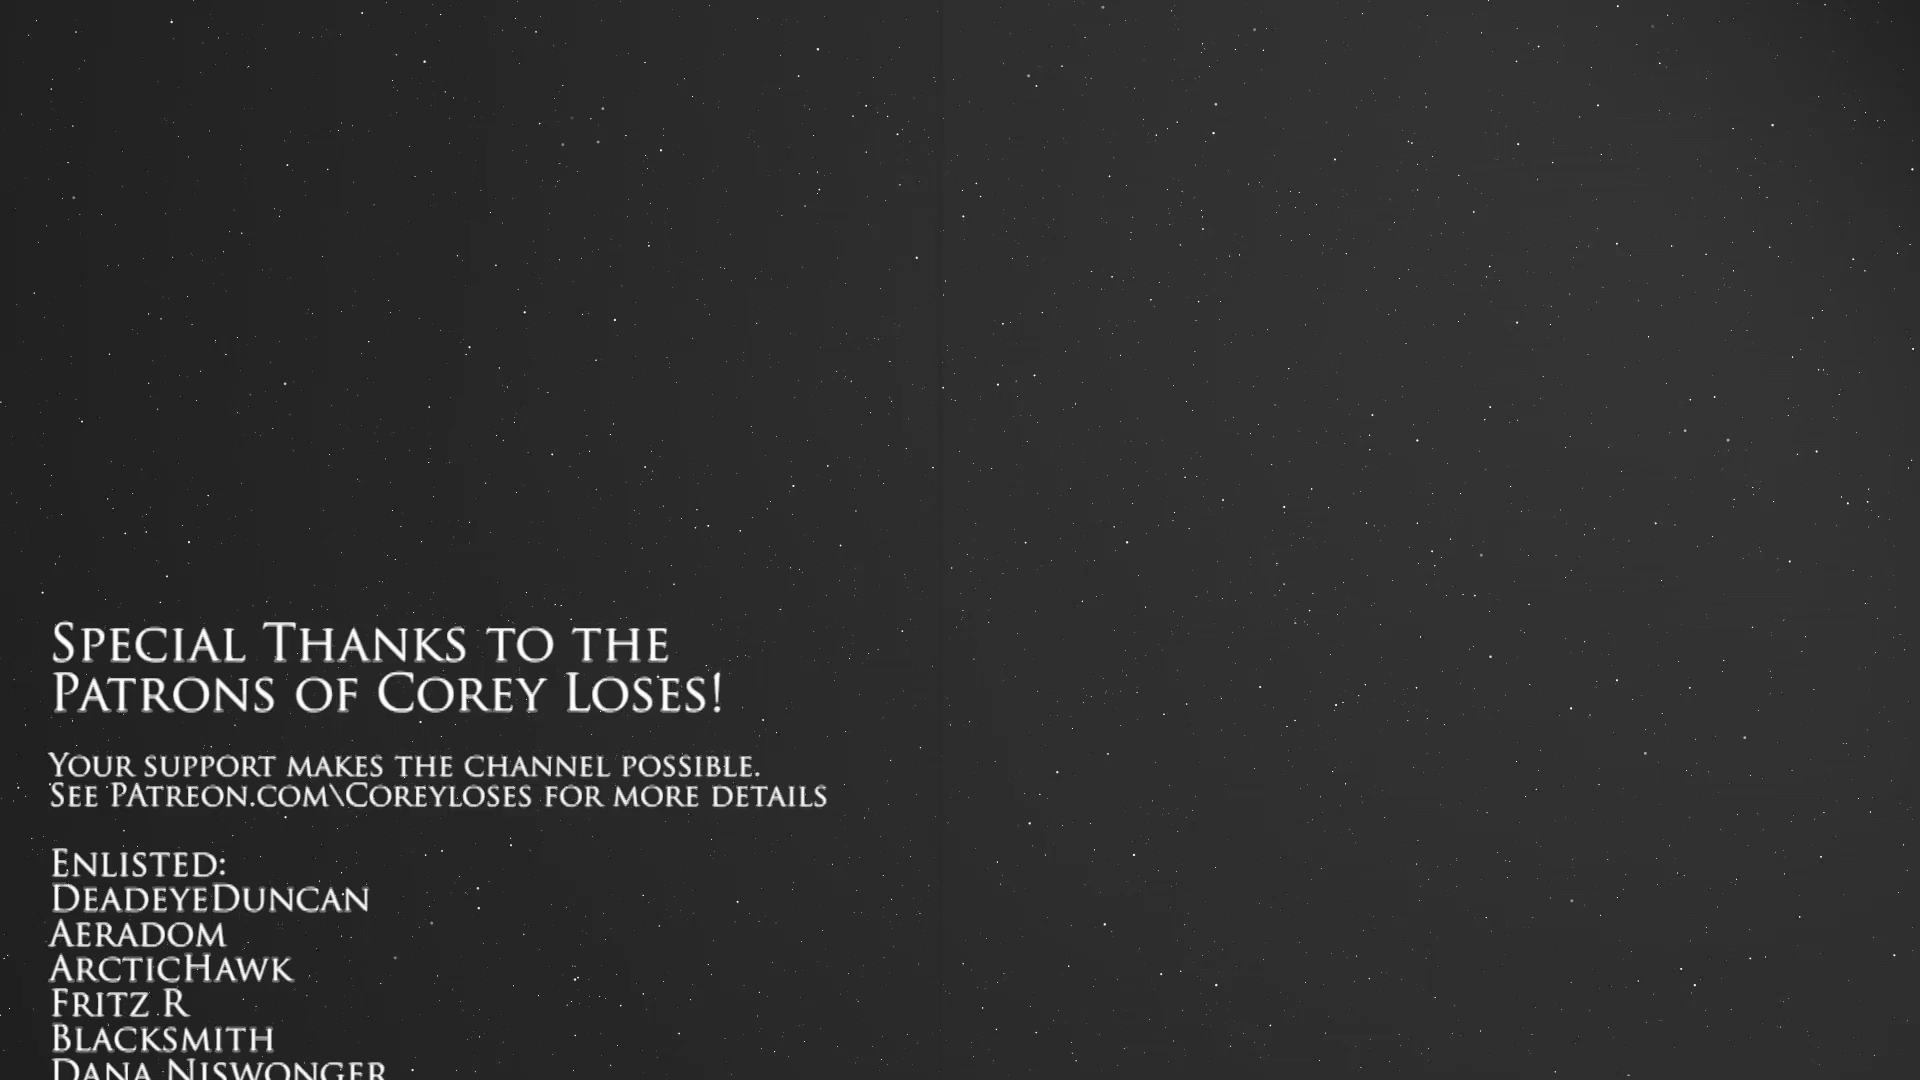 Special Thanks to the
Patrons of Corey Loses!
Your support makes the channel possible.
See Patreon.com\Coreyloses for more details
Enlisted:
DeadeyeDuncan
Aeradom
ArcticHawk
Fritz R
Blacksmith
Dana Niswonger